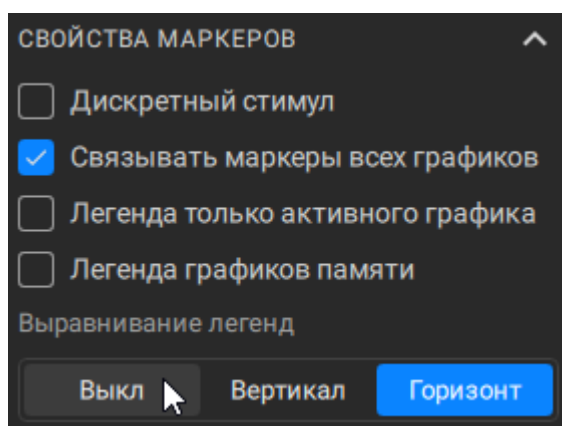 СВОЙСТВА МАРКЕРОВ
Дискретный стимул
Связывать маркеры всех графиков
Легенда только активного графика
Легенда графиков памяти
Выравнивание легенд
Выкл Вертикал Горизонт